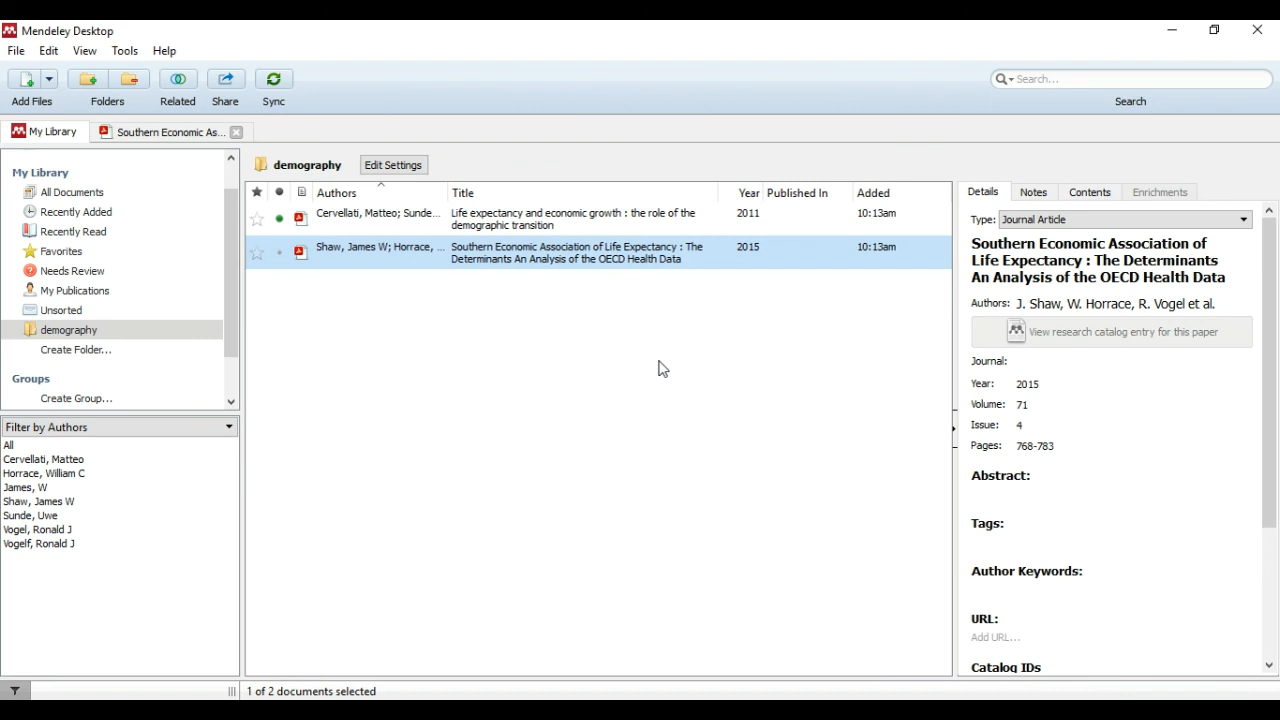 Mendeley Desktop
File Edit View Tools Help
Search...
Add Files Folders Related Share Sync Search
My Library Southern Economic As...
My Library
All Documents
Recently Added
Recently Read
Favorites
Needs Review
My Publications
Unsorted
demography
Create Folder...
Groups
Create Group...
Filter by Authors
All
Cervellati, Matteo
Horrace, William C
James, W
Shaw, James W
Sunde, Uwe
Vogel, Ronald J
Vogelf, Ronald J
demography Edit Settings
Authors Title Year Published In Added
Cervellati, Matteo; Sunde... Life expectancy and economic growth : the role of the 2011 10:13am
demographic transition
Shaw, James W; Horrace, ... Southern Economic Association of Life Expectancy : The 2015 10:13am
Determinants An Analysis of the OECD Health Data
1 of 2 documents selected
Details Notes Contents Enrichments
Type: Journal Article
Southern Economic Association of
Life Expectancy : The Determinants
An Analysis of the OECD Health Data
Authors: J. Shaw, W. Horrace, R. Vogel et al.
View research catalog entry for this paper
Journal:
Year: 2015
Volume: 71
Issue: 4
Pages: 768-783
Abstract:
Tags:
Author Keywords:
URL:
Add URL...
Catalog IDs